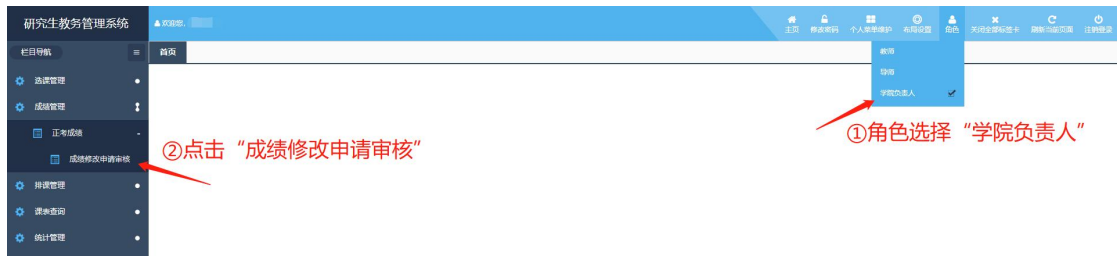 研究生教务管理系统
欢迎您,
主页 修改密码 个人菜单维护 布局设置 角色 关闭全部标签卡 刷新当前页面 注销登录
栏目导航
首页
教师
导师
学院负责人
选课管理
成绩管理
正考成绩
成绩修改申请审核
排课管理
课表查询
统计管理
①角色选择“学院负责人”
②点击“成绩修改申请审核”